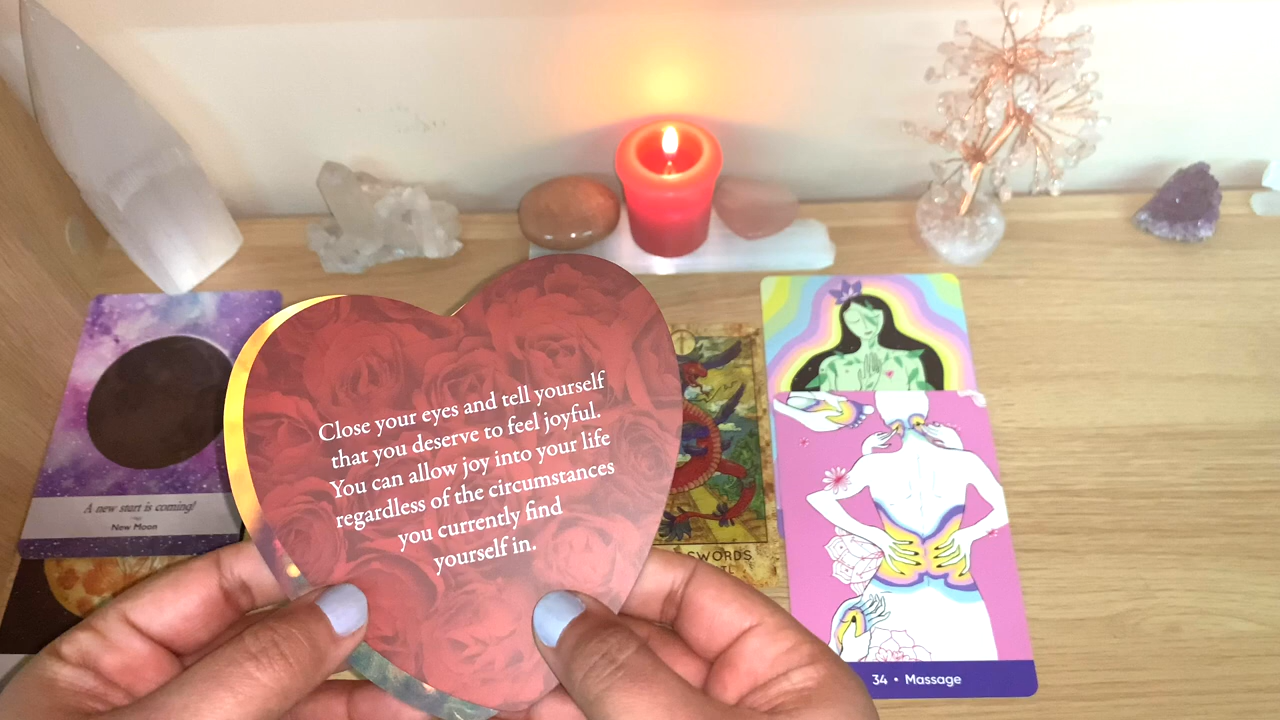 Close your eyes and tell yourself
that you deserve to feel joyful.
You can allow joy into your life
regardless of the circumstances
you currently find
yourself in.
A new start is coming!
New Moon
SWORDS
34 • Massage